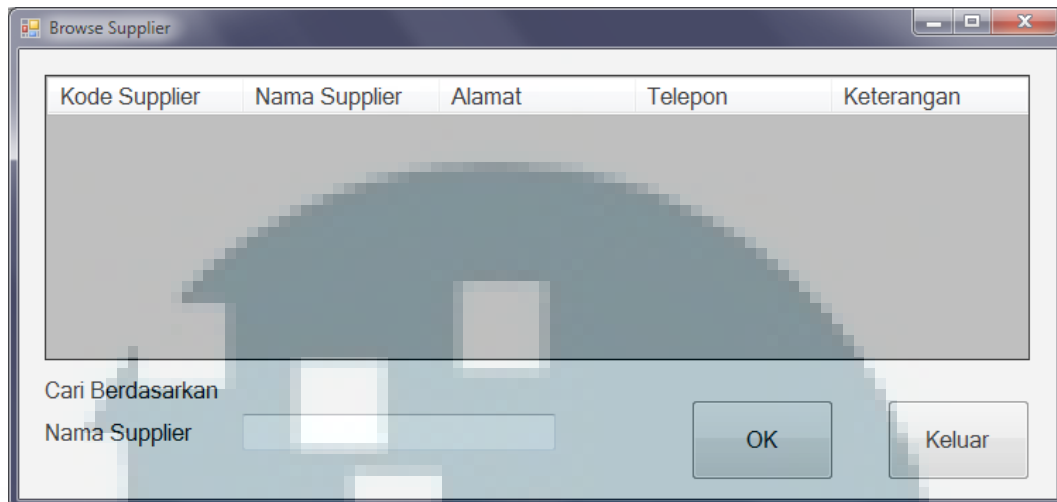 Browse Supplier
Kode Supplier Nama Supplier Alamat Telepon Keterangan
Cari Berdasarkan
Nama Supplier
OK Keluar